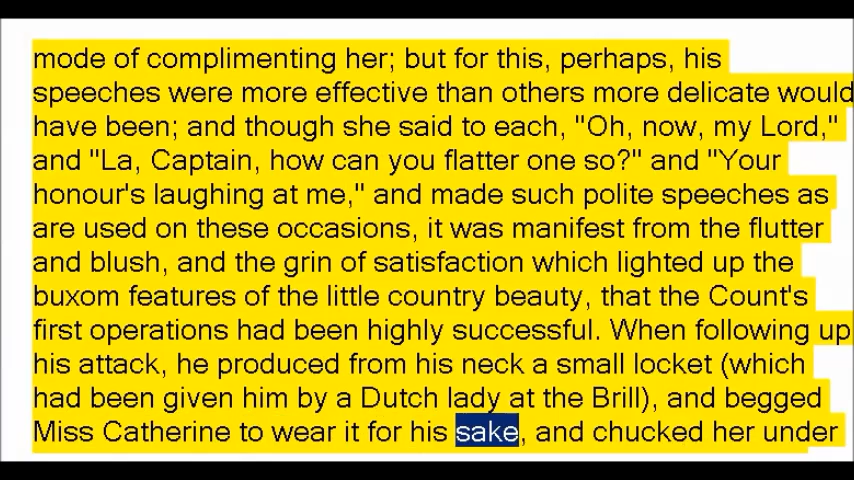 mode of complimenting her; but for this, perhaps, his
speeches were more effective than others more delicate would
have been; and though she said to each, "Oh, now, my Lord,"
and "La, Captain, how can you flatter one so?" and "Your
honour's laughing at me," and made such polite speeches as
are used on these occasions, it was manifest from the flutter
and blush, and the grin of satisfaction which lighted up the
buxom features of the little country beauty, that the Count's
first operations had been highly successful. When following up
his attack, he produced from his neck a small locket (which
had been given him by a Dutch lady at the Brill), and begged
Miss Catherine to wear it for his sake, and chucked her under